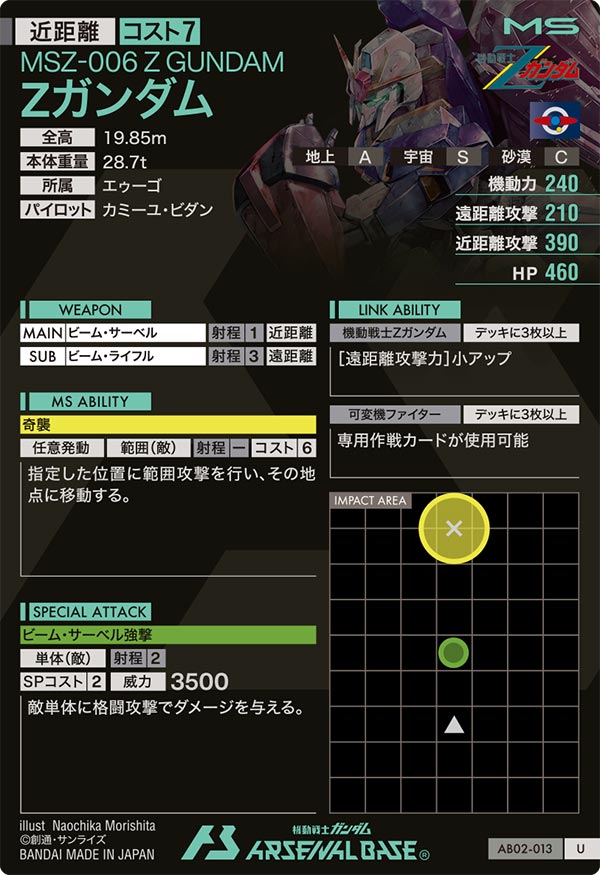 近距離 コスト7
MS
MSZ-006 Z GUNDAM
機動戦士Zガンダム
Zガンダム
全高 19.85m
本体重量 28.7t
所属 エゥーゴ
パイロット カミーユ・ビダン
地上 A 宇宙 S 砂漠 C
機動力 240
遠距離攻撃 210
近距離攻撃 390
HP 460
WEAPON
MAIN ビーム・サーベル 射程 1 近距離
SUB ビーム・ライフル 射程 3 遠距離
LINK ABILITY
機動戦士Zガンダム デッキに3枚以上
[遠距離攻撃力]小アップ
可変機ファイター デッキに3枚以上
専用作戦カードが使用可能
MS ABILITY
奇襲
任意発動 範囲(敵) 射程 ー コスト 6
指定した位置に範囲攻撃を行い、その地
点に移動する。
IMPACT AREA
SPECIAL ATTACK
ビーム・サーベル強撃
単体(敵) 射程 2
SPコスト 2 威力 3500
敵単体に格闘攻撃でダメージを与える。
illust Naochika Morishita
©創通・サンライズ
BANDAI MADE IN JAPAN
機動戦士ガンダム
AB ARSENAL BASE®
AB02-013 U